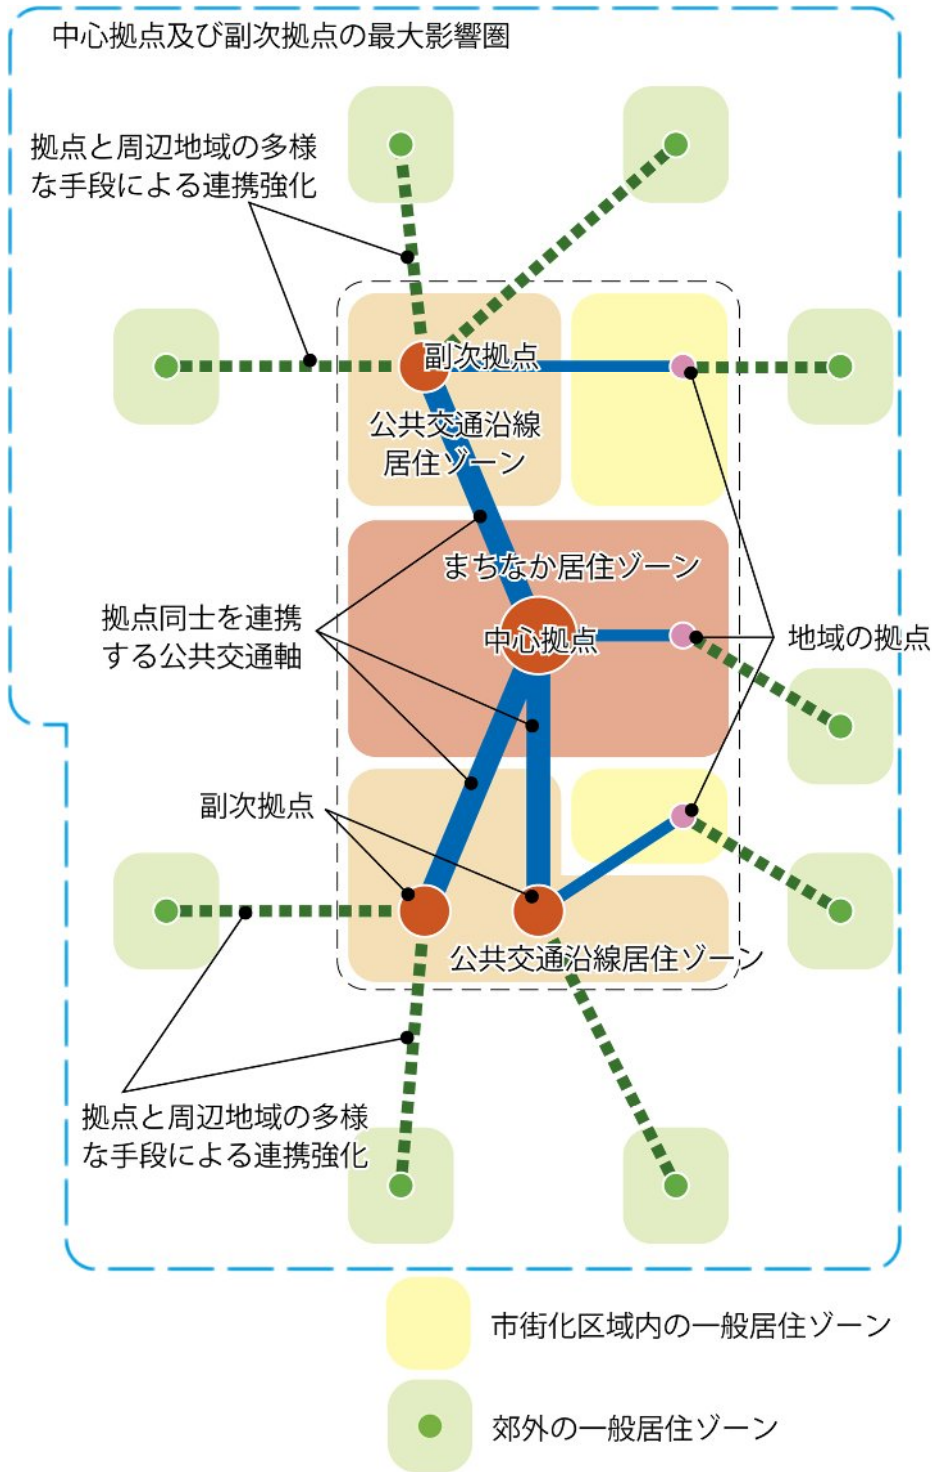 中心拠点及び副次拠点の最大影響圏
拠点と周辺地域の多様
な手段による連携強化
副次拠点
公共交通沿線
居住ゾーン
まちなか居住ゾーン
拠点同士を連携
する公共交通軸
中心拠点
地域の拠点
副次拠点
公共交通沿線居住ゾーン
拠点と周辺地域の多様
な手段による連携強化
市街化区域内の一般居住ゾーン
郊外の一般居住ゾーン